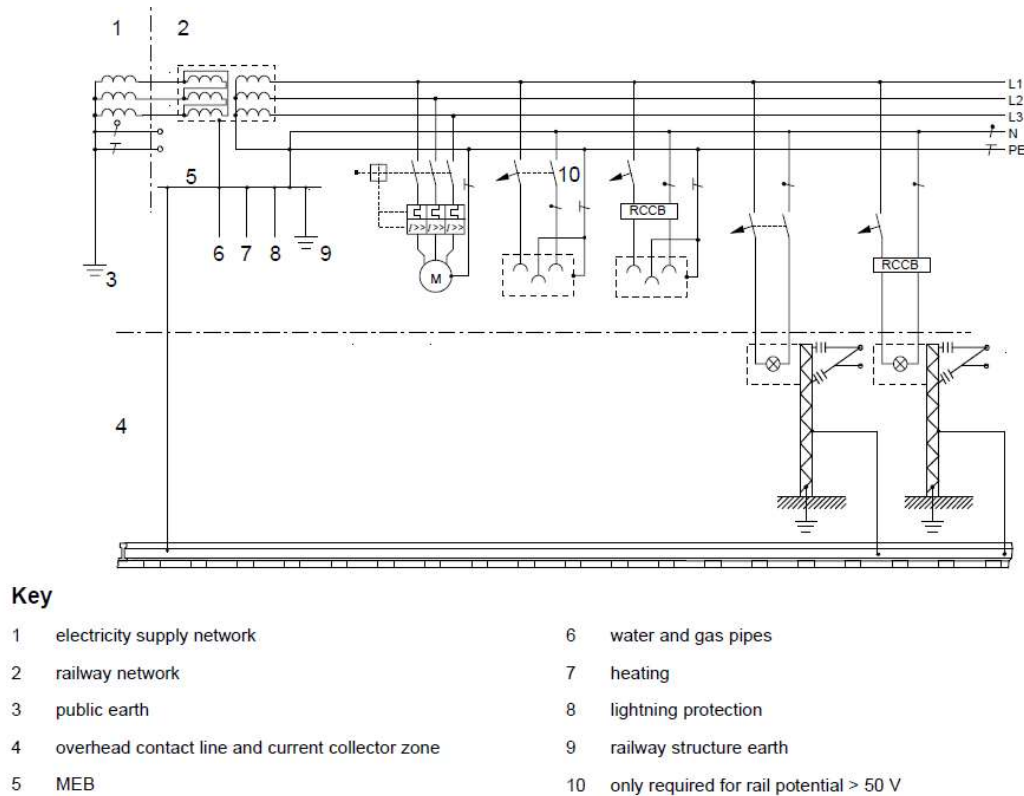 1 2
L1
L2
L3
N
PE
5 10
RCCB
RCCB
6 7 8 9
3
I>> I>> I>>
M
4
Key
1 electricity supply network
2 railway network
3 public earth
4 overhead contact line and current collector zone
5 MEB
6 water and gas pipes
7 heating
8 lightning protection
9 railway structure earth
10 only required for rail potential > 50 V